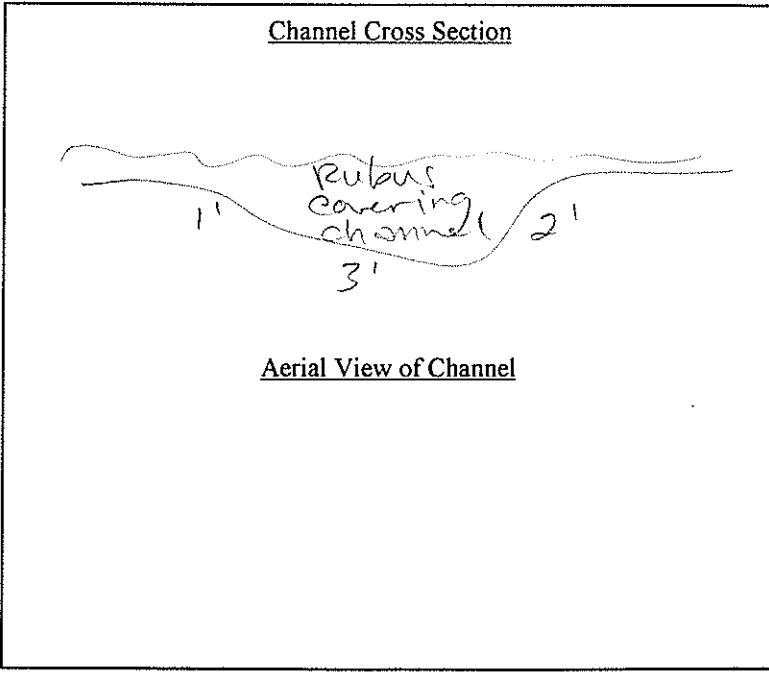 Channel Cross Section
Rubus
covering
channel
1'
2'
3'
Aerial View of Channel